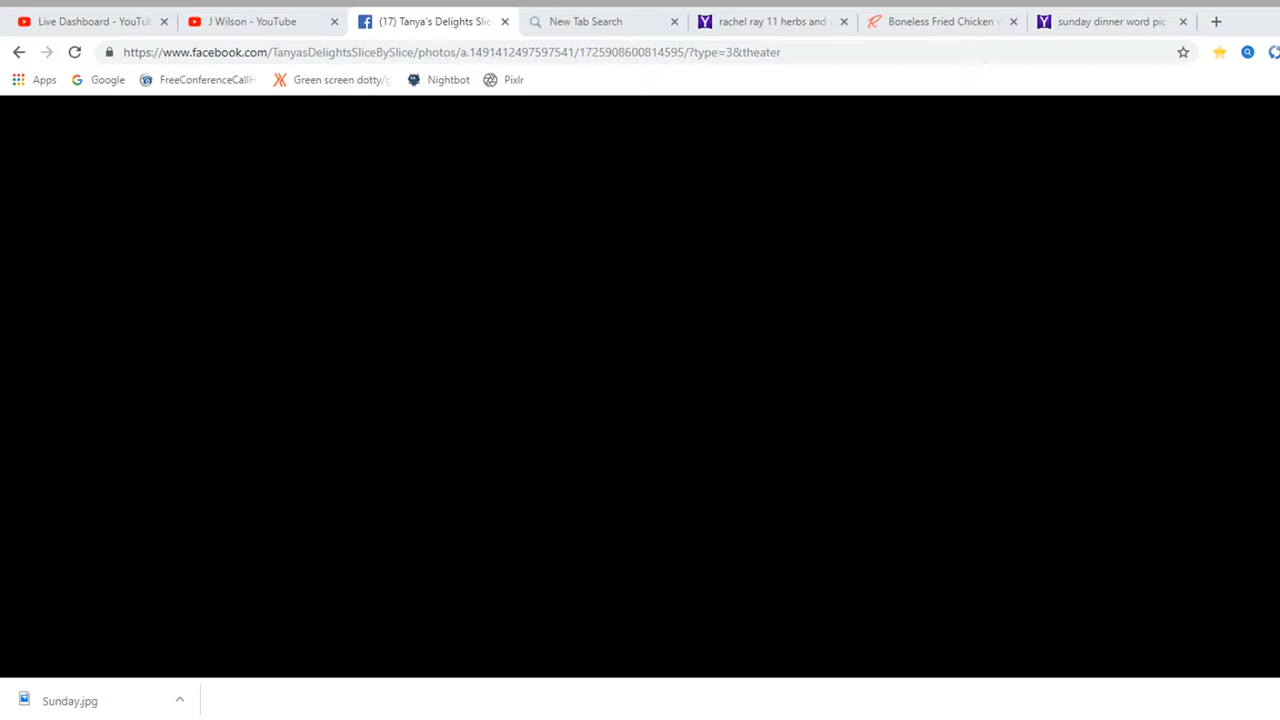 Live Dashboard - YouTub
J Wilson - YouTube
(17) Tanya's Delights Slic
New Tab Search
rachel ray 11 herbs and
Boneless Fried Chicken
sunday dinner word pic
https://www.facebook.com/TanyasDelightsSliceBySlice/photos/a.1491412497597541/1725908600814595/?type=3&theater
Apps
Google
FreeConferenceCallH
Green screen dotty/g
Nightbot
Pixlr
Sunday.jpg